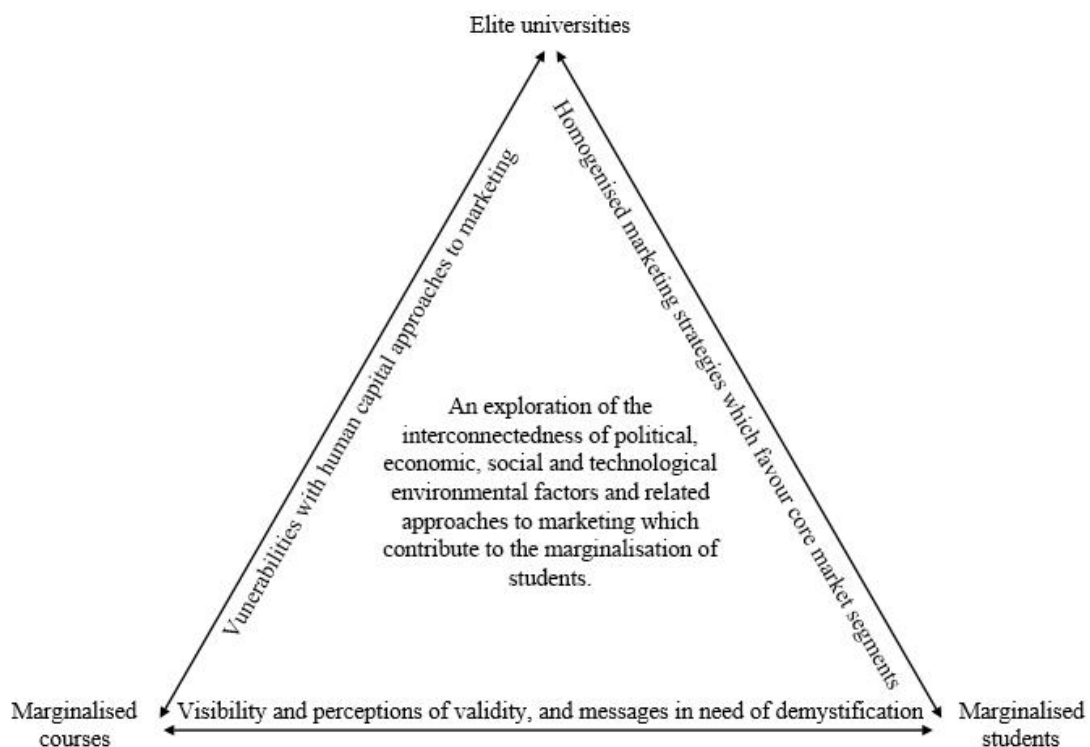 Elite universities
Vunerabilities with human capital approaches to marketing
Homogenised marketing strategies which favour core market segments
An exploration of the
interconnectedness of political,
economic, social and technological
environmental factors and related
approaches to marketing which
contribute to the marginalisation of
students.
Marginalised
courses
Visibility and perceptions of validity, and messages in need of demystification
Marginalised
students